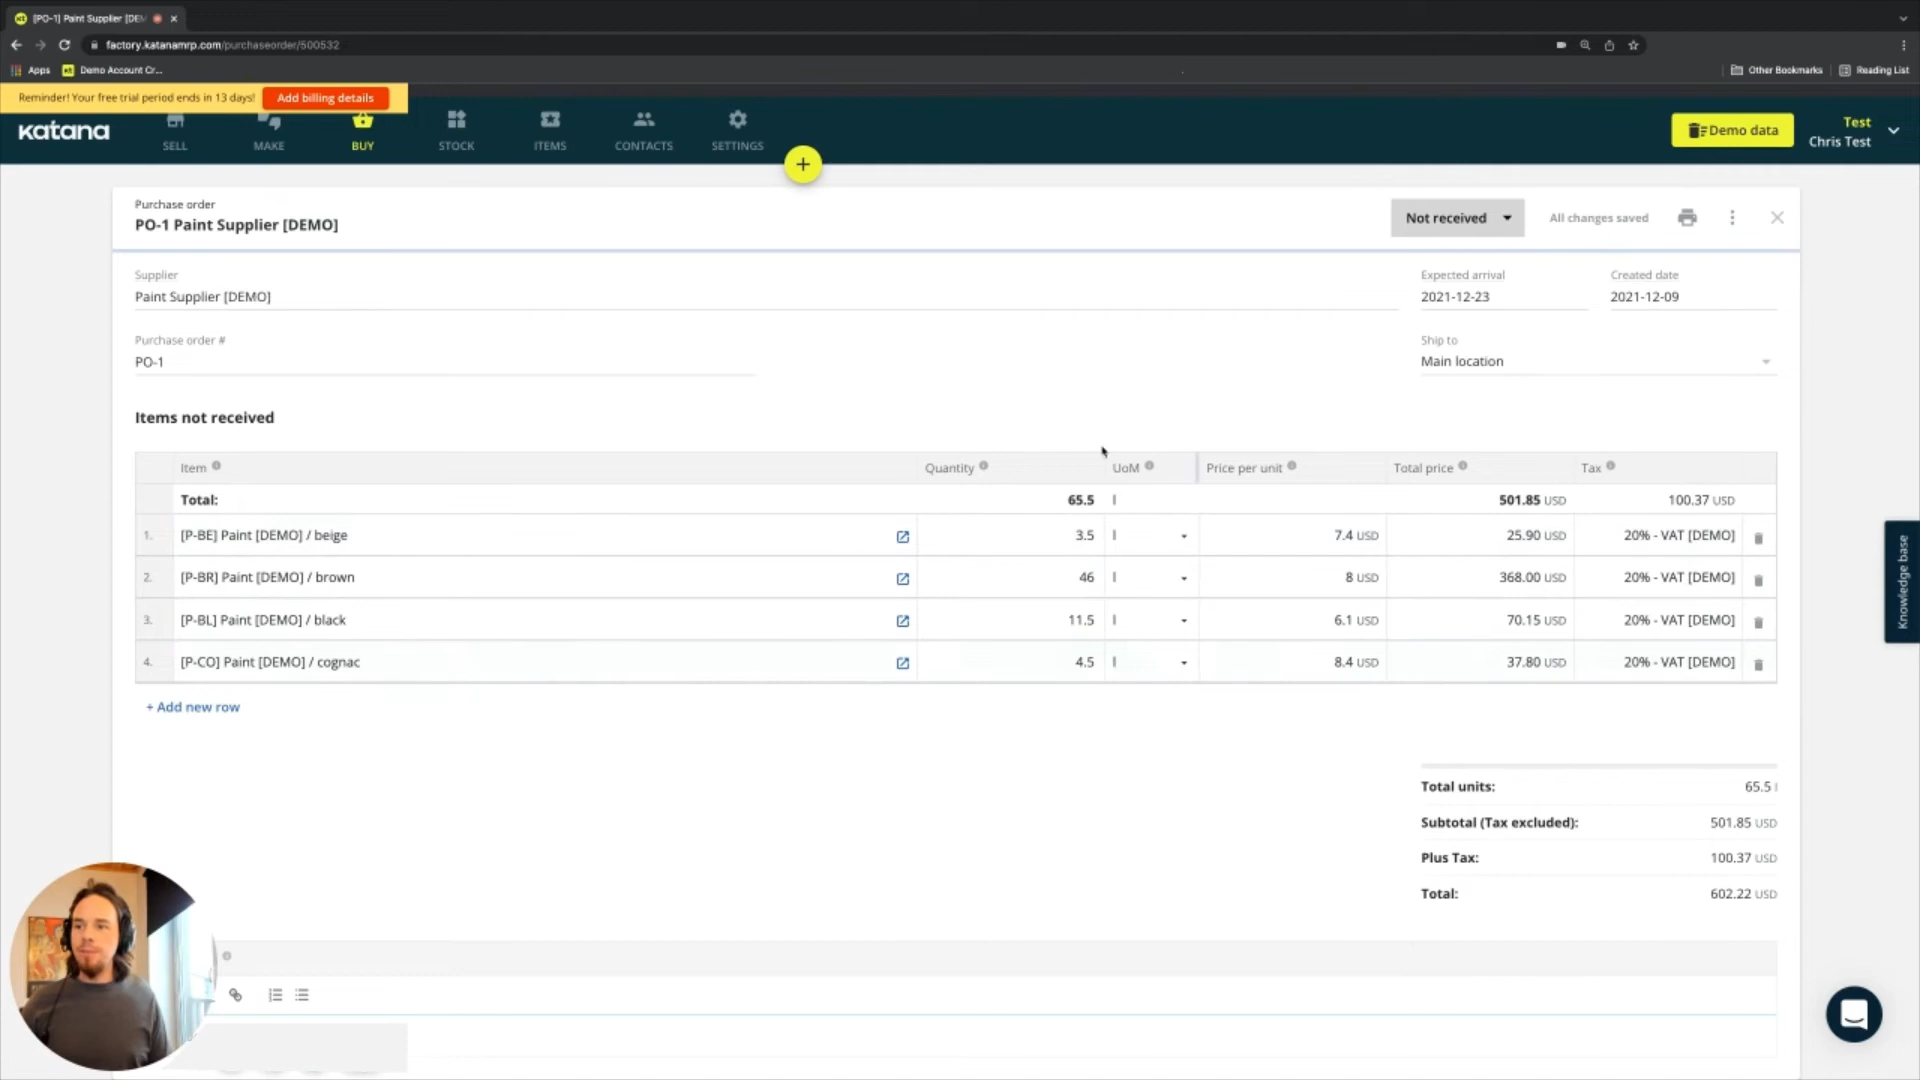 [PO-1] Paint Supplier [DEM
factory.katanamrp.com/purchaseorder/500532
Apps
Demo Account Cr...
Other Bookmarks
Reading List
Reminder! Your free trial period ends in 13 days!
Add billing details
katana
SELL
MAKE
BUY
STOCK
ITEMS
CONTACTS
SETTINGS
+
Demo data
Test
Chris Test
Purchase order
PO-1 Paint Supplier [DEMO]
Not received
All changes saved
Supplier
Paint Supplier [DEMO]
Expected arrival
2021-12-23
Created date
2021-12-09
Purchase order #
PO-1
Ship to
Main location
Items not received
Item Quantity UoM Price per unit Total price Tax
Total: 65.5 l 501.85 USD 100.37 USD
1. [P-BE] Paint [DEMO] / beige 3.5 l 7.4 USD 25.90 USD 20% - VAT [DEMO]
2. [P-BR] Paint [DEMO] / brown 46 l 8 USD 368.00 USD 20% - VAT [DEMO]
3. [P-BL] Paint [DEMO] / black 11.5 l 6.1 USD 70.15 USD 20% - VAT [DEMO]
4. [P-CO] Paint [DEMO] / cognac 4.5 l 8.4 USD 37.80 USD 20% - VAT [DEMO]
+ Add new row
Total units: 65.5 l
Subtotal (Tax excluded): 501.85 USD
Plus Tax: 100.37 USD
Total: 602.22 USD
Knowledge base